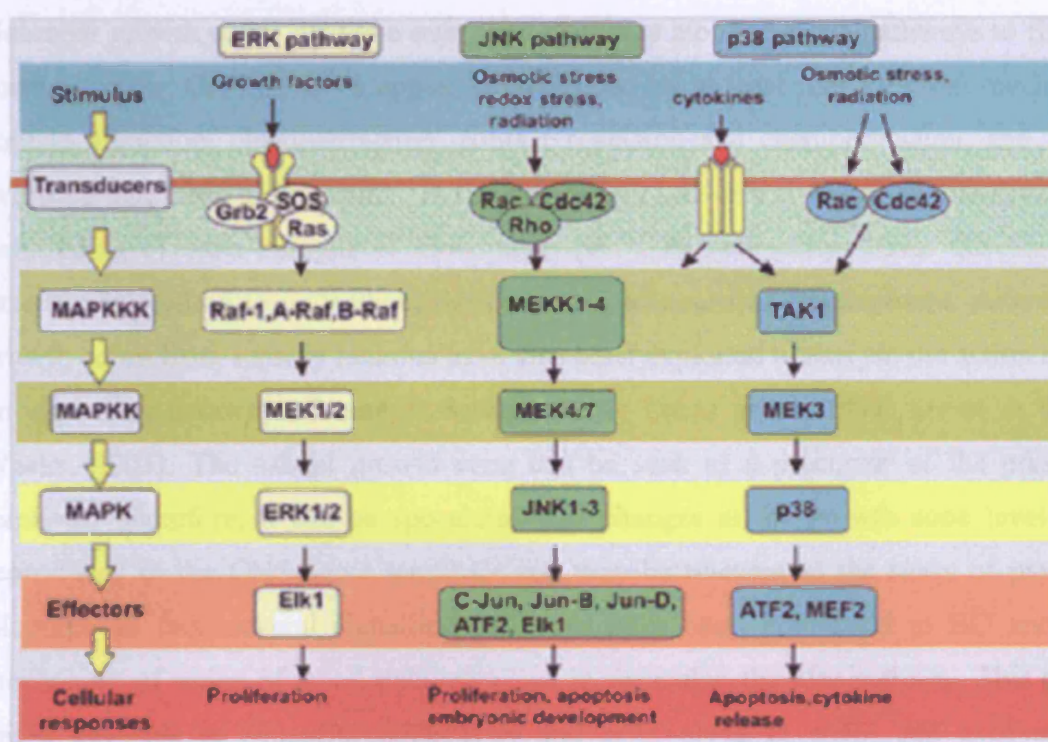 ERK pathway
JNK pathway
p38 pathway
Stimulus
Growth factors
Osmotic stress
redox stress,
radiation
cytokines
Osmotic stress,
radiation
Transducers
Grb2
SOS
Ras
Rac
Cdc42
Rho
Rac
Cdc42
MAPKKK
Raf-1,A-Raf,B-Raf
MEKK1-4
TAK1
MAPKK
MEK1/2
MEK4/7
MEK3
MAPK
ERK1/2
JNK1-3
p38
Effectors
Elk1
C-Jun, Jun-B, Jun-D,
ATF2, Elk1
ATF2, MEF2
Cellular
responses
Proliferation
Proliferation, apoptosis
embryonic development
Apoptosis,cytokine
release